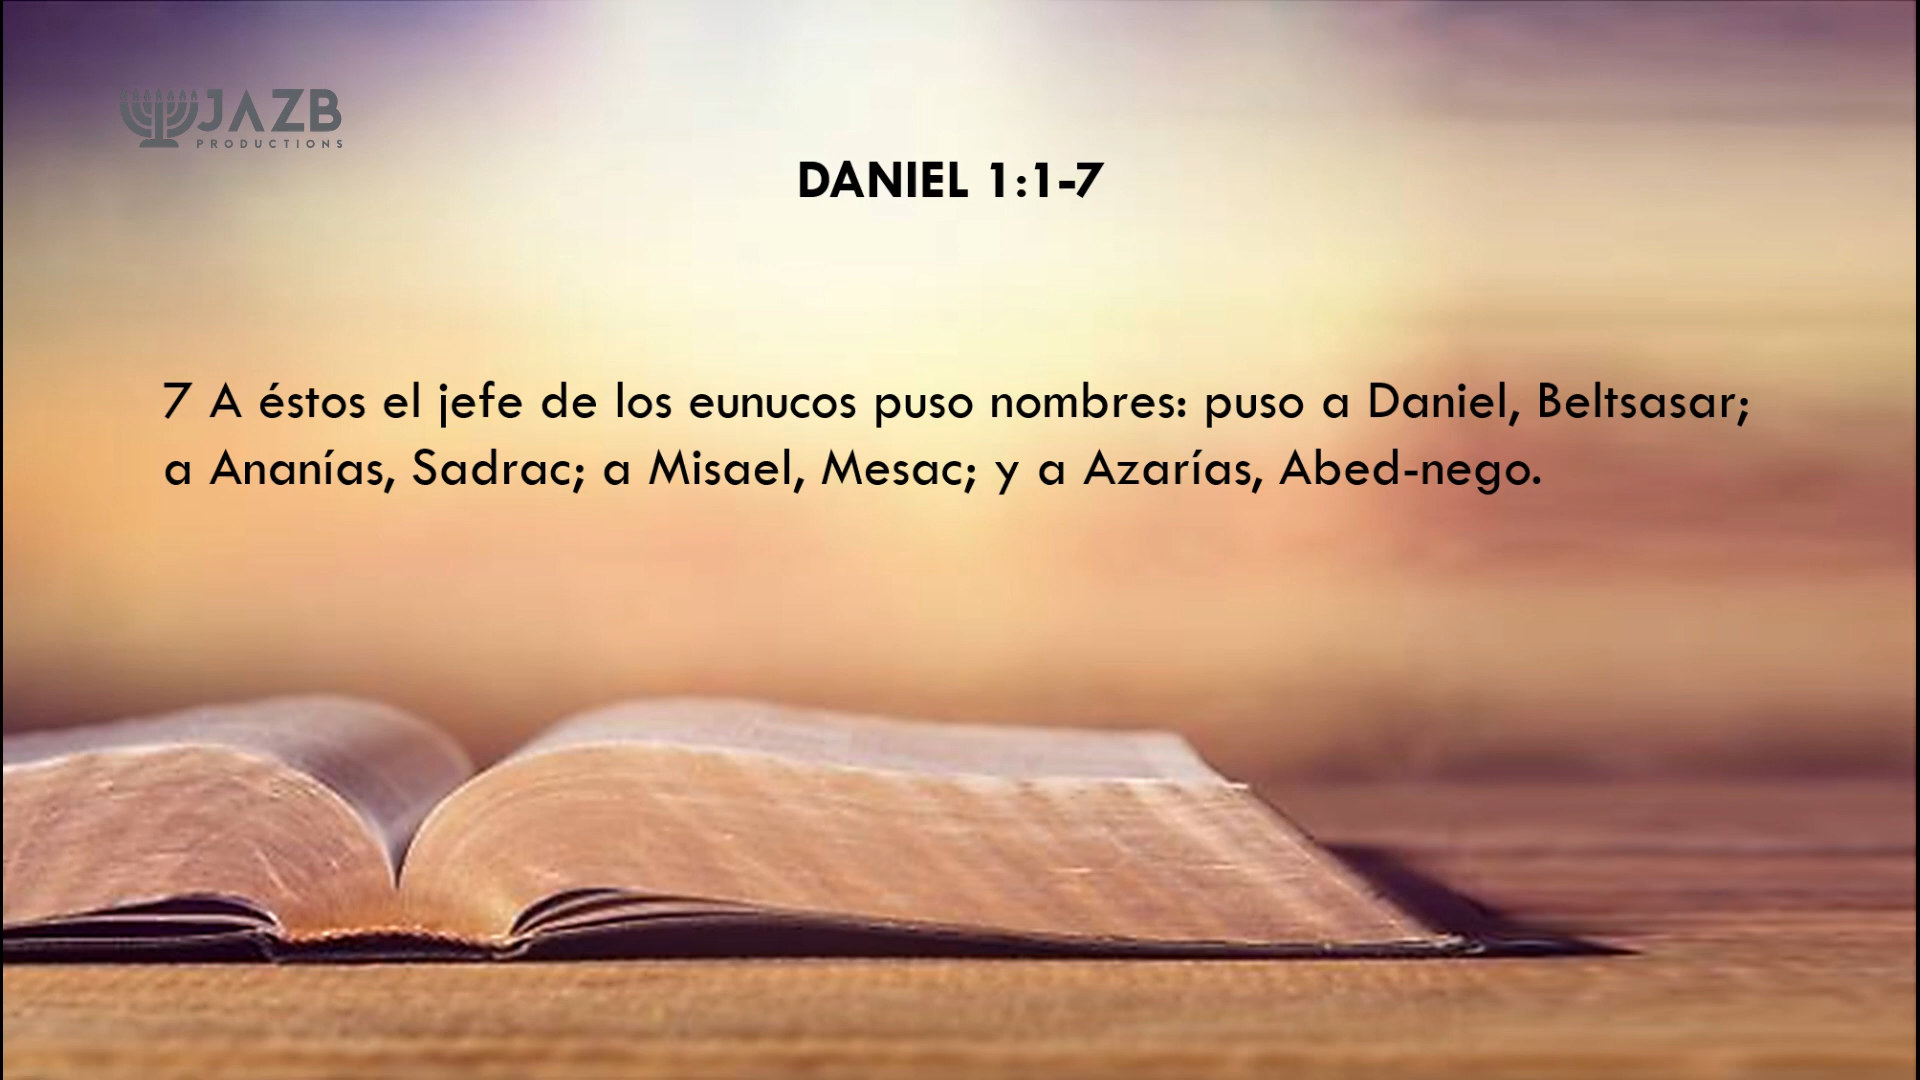 JAZB
PRODUCTIONS
DANIEL 1:1-7
7 A éstos el jefe de los eunucos puso nombres: puso a Daniel, Beltsasar;
a Ananías, Sadrac; a Misael, Mesac; y a Azarías, Abed-nego.